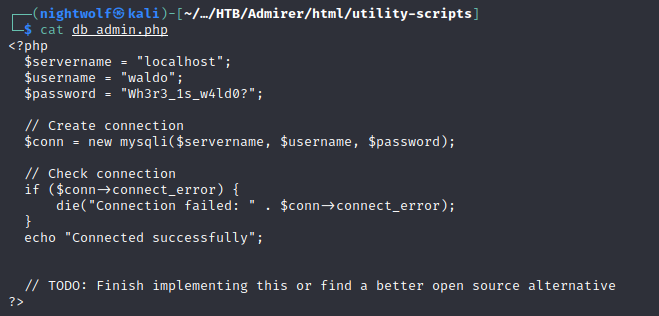 ┌──(nightwolf㉿kali)-[~/…/HTB/Admirer/html/utility-scripts]
└─$ cat db_admin.php
<?php
  $servername = "localhost";
  $username = "waldo";
  $password = "Wh3r3_1s_w4ld0?";

  // Create connection
  $conn = new mysqli($servername, $username, $password);

  // Check connection
  if ($conn->connect_error) {
      die("Connection failed: " . $conn->connect_error);
  }
  echo "Connected successfully";


  // TODO: Finish implementing this or find a better open source alternative
?>